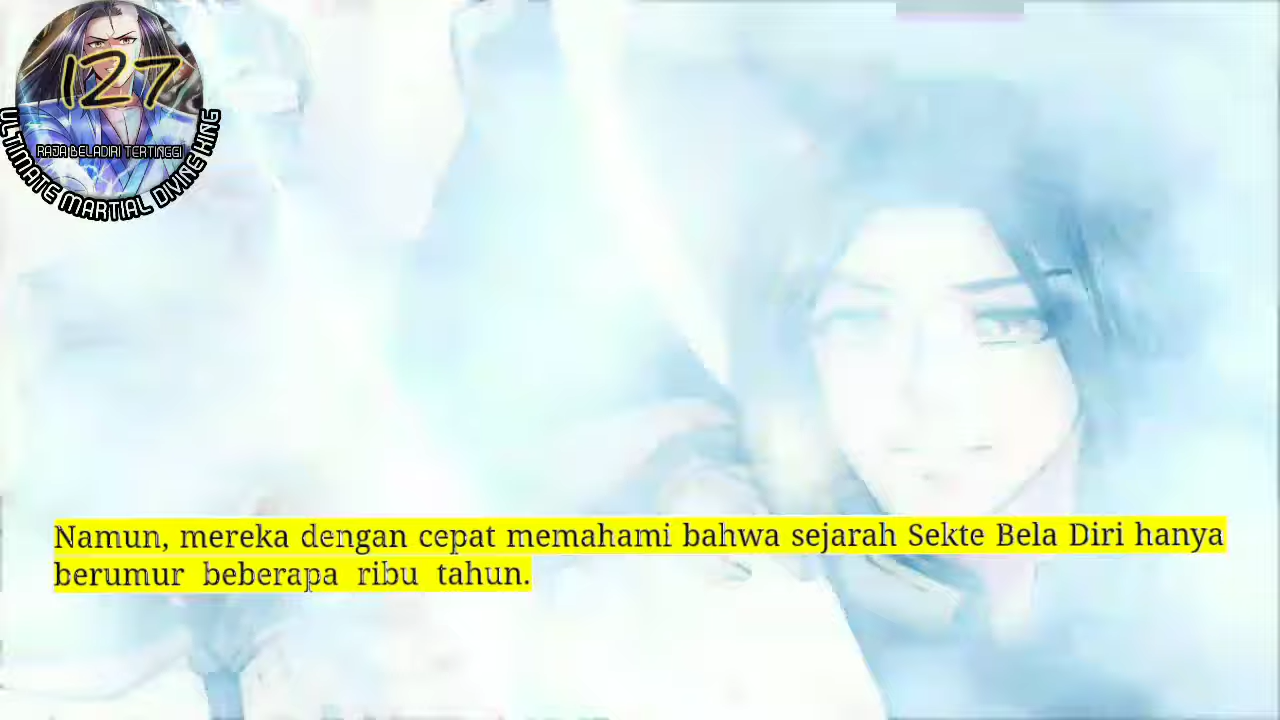 127
RAJA BELADIRI TERTINGGI
ULTIMATE MARTIAL DIVINE KING
Namun, mereka dengan cepat memahami bahwa sejarah Sekte Bela Diri hanya
berumur beberapa ribu tahun.